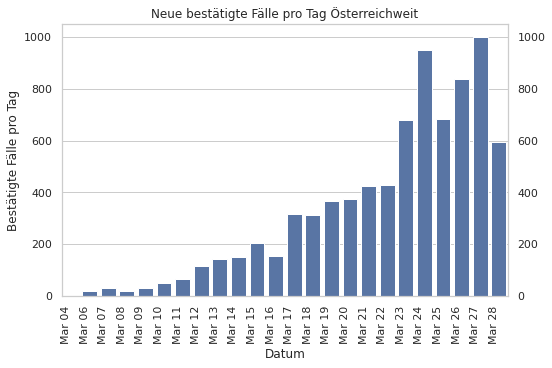 Neue bestätigte Fälle pro Tag Österreichweit
Bestätigte Fälle pro Tag
1000
800
600
400
200
0
1000
800
600
400
200
0
Mar 04
Mar 06
Mar 07
Mar 08
Mar 09
Mar 10
Mar 11
Mar 12
Mar 13
Mar 14
Mar 15
Mar 16
Mar 17
Mar 18
Mar 19
Mar 20
Mar 21
Mar 22
Mar 23
Mar 24
Mar 25
Mar 26
Mar 27
Mar 28
Datum